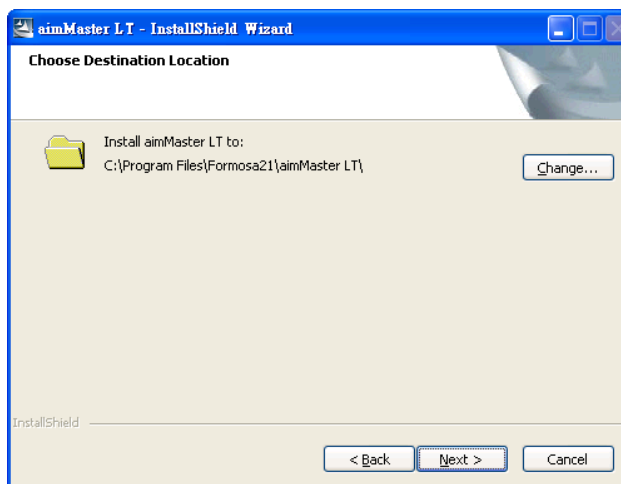 aimMaster LT - InstallShield Wizard
Choose Destination Location
Install aimMaster LT to:
C:\Program Files\Formosa21\aimMaster LT\
Change...
InstallShield
< Back
Next >
Cancel